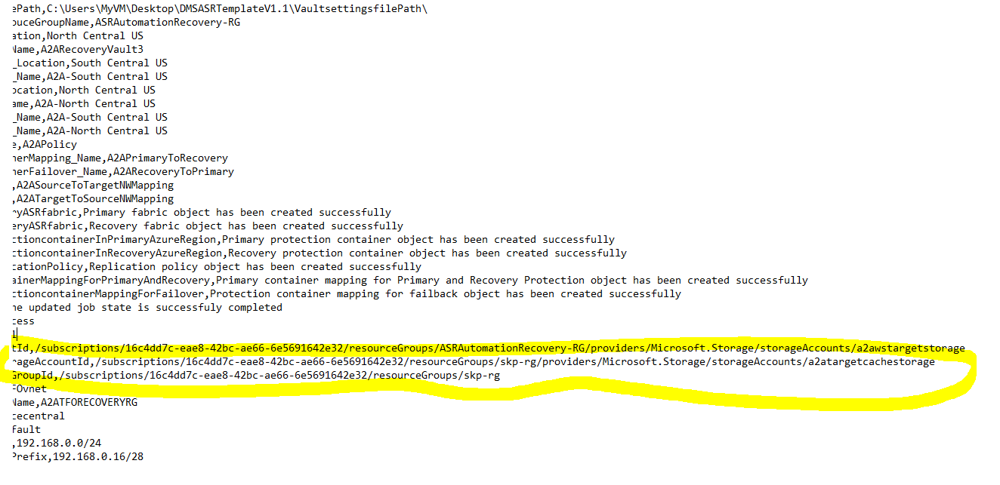 ePath,C:\Users\MyVM\Desktop\DMSASRTemplateV1.1\VaultsettingsfilePath\
ouceGroupName,ASRAutomationRecovery-RG
ation,North Central US
Name,A2ARecoveryVault3
_Location,South Central US
_Name,A2A-South Central US
ocation,North Central US
ame,A2A-North Central US
_Name,A2A-South Central US
_Name,A2A-North Central US
e,A2APolicy
nerMapping_Name,A2APrimaryToRecovery
nerFailover_Name,A2ARecoveryToPrimary
,A2ASourceToTargetNWMapping
,A2ATargetToSourceNWMapping
ryASRfabric,Primary fabric object has been created successfully
eryASRfabric,Recovery fabric object has been created successfully
ctioncontainerInPrimaryAzureRegion,Primary protection container object has been created successfully
ctioncontainerInRecoveryAzureRegion,Recovery protection container object has been created successfully
cationPolicy,Replication policy object has been created successfully
ainerMappingForPrimaryAndRecovery,Primary container mapping for Primary and Recovery Protection object has been created successfully
ctioncontainerMappingForFailover,Protection container mapping for failback object has been created successfully
he updated job state is successfuly completed
cess
l
tId,/subscriptions/16c4dd7c-eae8-42bc-ae66-6e5691642e32/resourceGroups/ASRAutomationRecovery-RG/providers/Microsoft.Storage/storageAccounts/a2awstargetstorage
rageAccountId,/subscriptions/16c4dd7c-eae8-42bc-ae66-6e5691642e32/resourceGroups/skp-rg/providers/Microsoft.Storage/storageAccounts/a2atargetcachestorage
GroupId,/subscriptions/16c4dd7c-eae8-42bc-ae66-6e5691642e32/resourceGroups/skp-rg
FOvnet
Name,A2ATFORECOVERYRG
cecentral
fault
,192.168.0.0/24
Prefix,192.168.0.16/28